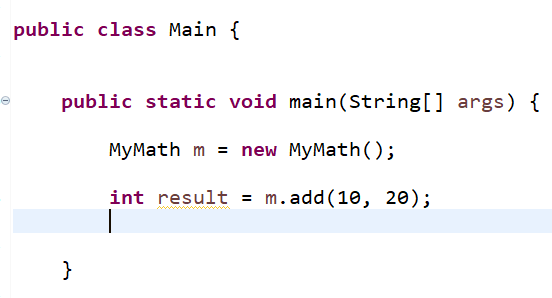 public class Main {
public static void main(String[] args) {
MyMath m = new MyMath();
int result = m.add(10, 20);
}